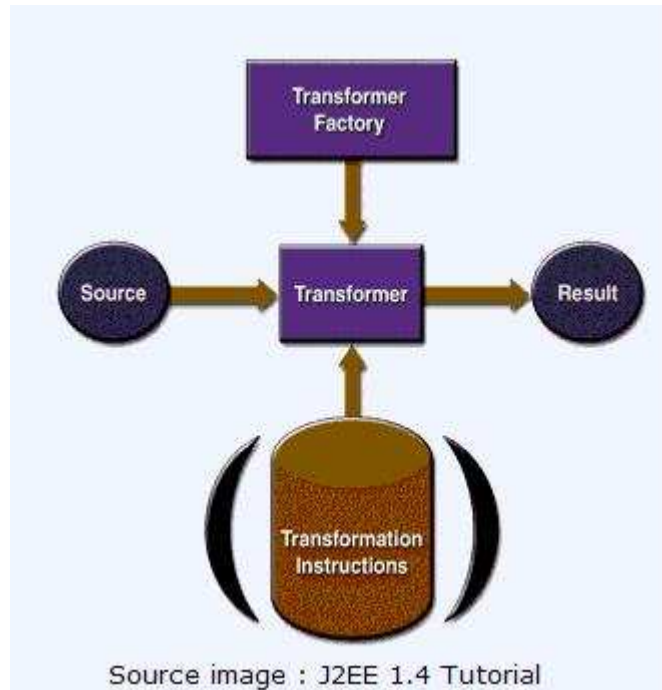 Transformer
Factory
Source
Transformer
Result
Transformation
Instructions
Source image : J2EE 1.4 Tutorial